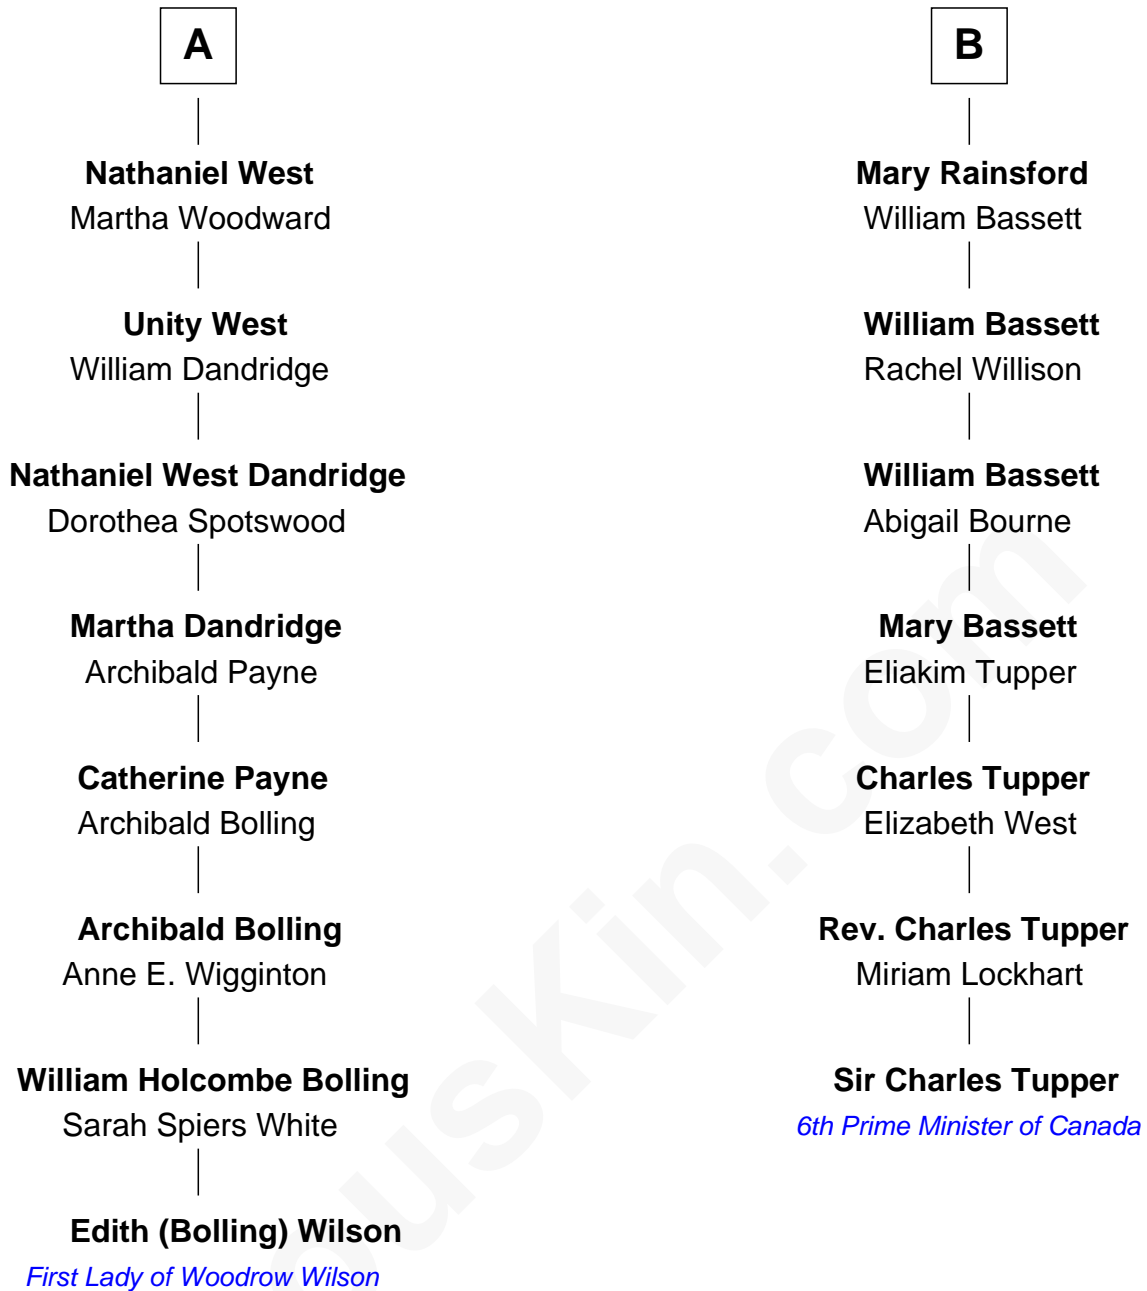 A
Nathaniel West
Martha Woodward
Unity West
William Dandridge
Nathaniel West Dandridge
Dorothea Spotswood
Martha Dandridge
Archibald Payne
Catherine Payne
Archibald Bolling
Archibald Bolling
Anne E. Wigginton
William Holcombe Bolling
Sarah Spiers White
Edith (Bolling) Wilson
First Lady of Woodrow Wilson
B
Mary Rainsford
William Bassett
William Bassett
Rachel Willison
William Bassett
Abigail Bourne
Mary Bassett
Eliakim Tupper
Charles Tupper
Elizabeth West
Rev. Charles Tupper
Miriam Lockhart
Sir Charles Tupper
6th Prime Minister of Canada
ousKin.com